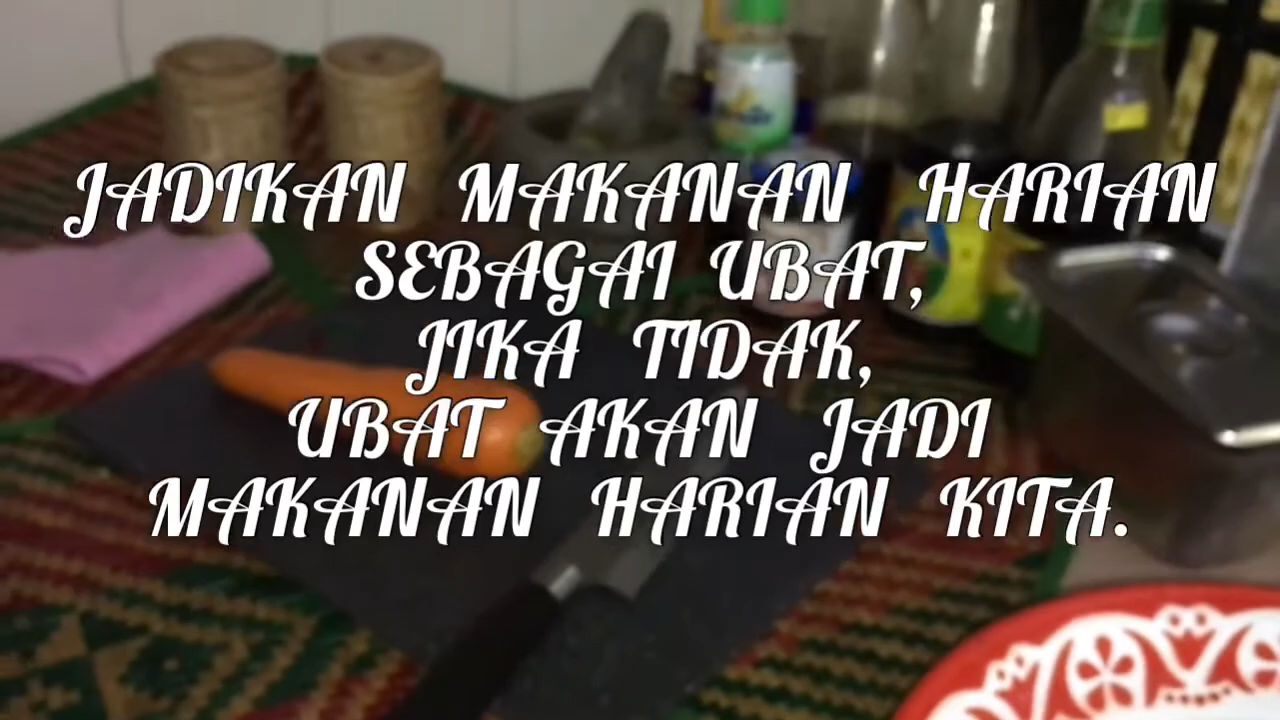 JADIKAN MAKANAN HARIAN
SEBAGAI UBAT,
JIKA TIDAK,
UBAT AKAN JADI
MAKANAN HARIAN KITA.